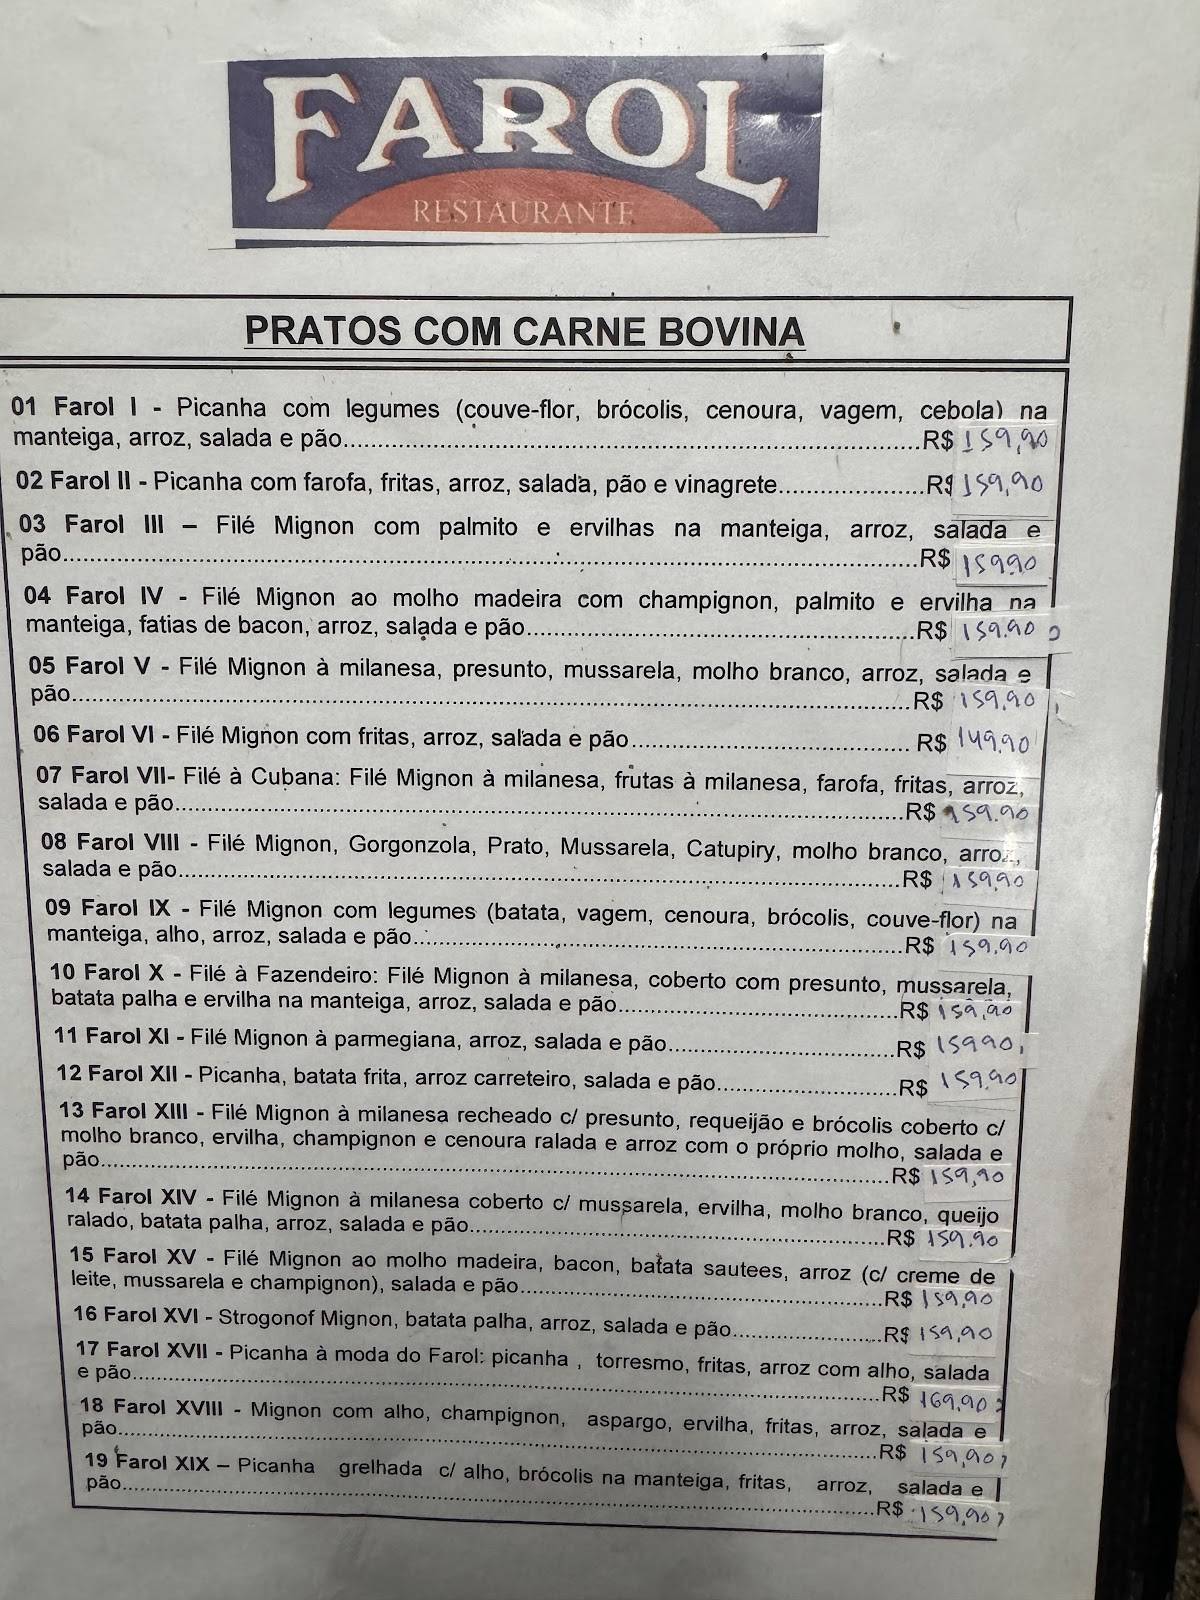 FAROL
RESTAURANTE
PRATOS COM CARNE BOVINA
01 Farol I - Picanha com legumes (couve-flor, brócolis, cenoura, vagem, cebola) na
manteiga, arroz, salada e pão....................R$ 159,90
02 Farol II - Picanha com farofa, fritas, arroz, salada, pão e vinagrete....................R$ 159,90
03 Farol III – Filé Mignon com palmito e ervilhas na manteiga, arroz, salada e
pão....................R$ 159,90
04 Farol IV - Filé Mignon ao molho madeira com champignon, palmito e ervilha na
manteiga, fatias de bacon, arroz, salada e pão....................R$ 159.90
05 Farol V - Filé Mignon à milanesa, presunto, mussarela, molho branco, arroz, salada e
pão....................R$ 159,90
06 Farol VI - Filé Mignon com fritas, arroz, salada e pão....................R$ 149,90
07 Farol VII- Filé à Cubana: Filé Mignon à milanesa, frutas à milanesa, farofa, fritas, arroz,
salada e pão....................R$ 159.90
08 Farol VIII - Filé Mignon, Gorgonzola, Prato, Mussarela, Catupiry, molho branco, arroz,
salada e pão....................R$ 159,90
09 Farol IX - Filé Mignon com legumes (batata, vagem, cenoura, brócolis, couve-flor) na
manteiga, alho, arroz, salada e pão....................R$ 159,90
10 Farol X - Filé à Fazendeiro: Filé Mignon à milanesa, coberto com presunto, mussarela,
batata palha e ervilha na manteiga, arroz, salada e pão....................R$ 159,90
11 Farol XI - Filé Mignon à parmegiana, arroz, salada e pão....................R$ 15990,
12 Farol XII - Picanha, batata frita, arroz carreteiro, salada e pão....................R$ 159.90
13 Farol XIII - Filé Mignon à milanesa recheado c/ presunto, requeijão e brócolis coberto c/
molho branco, ervilha, champignon e cenoura ralada e arroz com o próprio molho, salada e
pão....................R$ 159,90
14 Farol XIV - Filé Mignon à milanesa coberto c/ mussarela, ervilha, molho branco, queijo
ralado, batata palha, arroz, salada e pão....................R$ 159.90
15 Farol XV - Filé Mignon ao molho madeira, bacon, batata sautees, arroz (c/ creme de
leite, mussarela e champignon), salada e pão....................R$ 159,90
16 Farol XVI - Strogonof Mignon, batata palha, arroz, salada e pão....................R$ 159,90
17 Farol XVII - Picanha à moda do Farol: picanha , torresmo, fritas, arroz com alho, salada
e pão....................R$ 169,90
18 Farol XVIII - Mignon com alho, champignon, aspargo, ervilha, fritas, arroz, salada e
pão....................R$ 159,90
19 Farol XIX – Picanha grelhada c/ alho, brócolis na manteiga, fritas, arroz, salada e
pão....................R$ 159,90